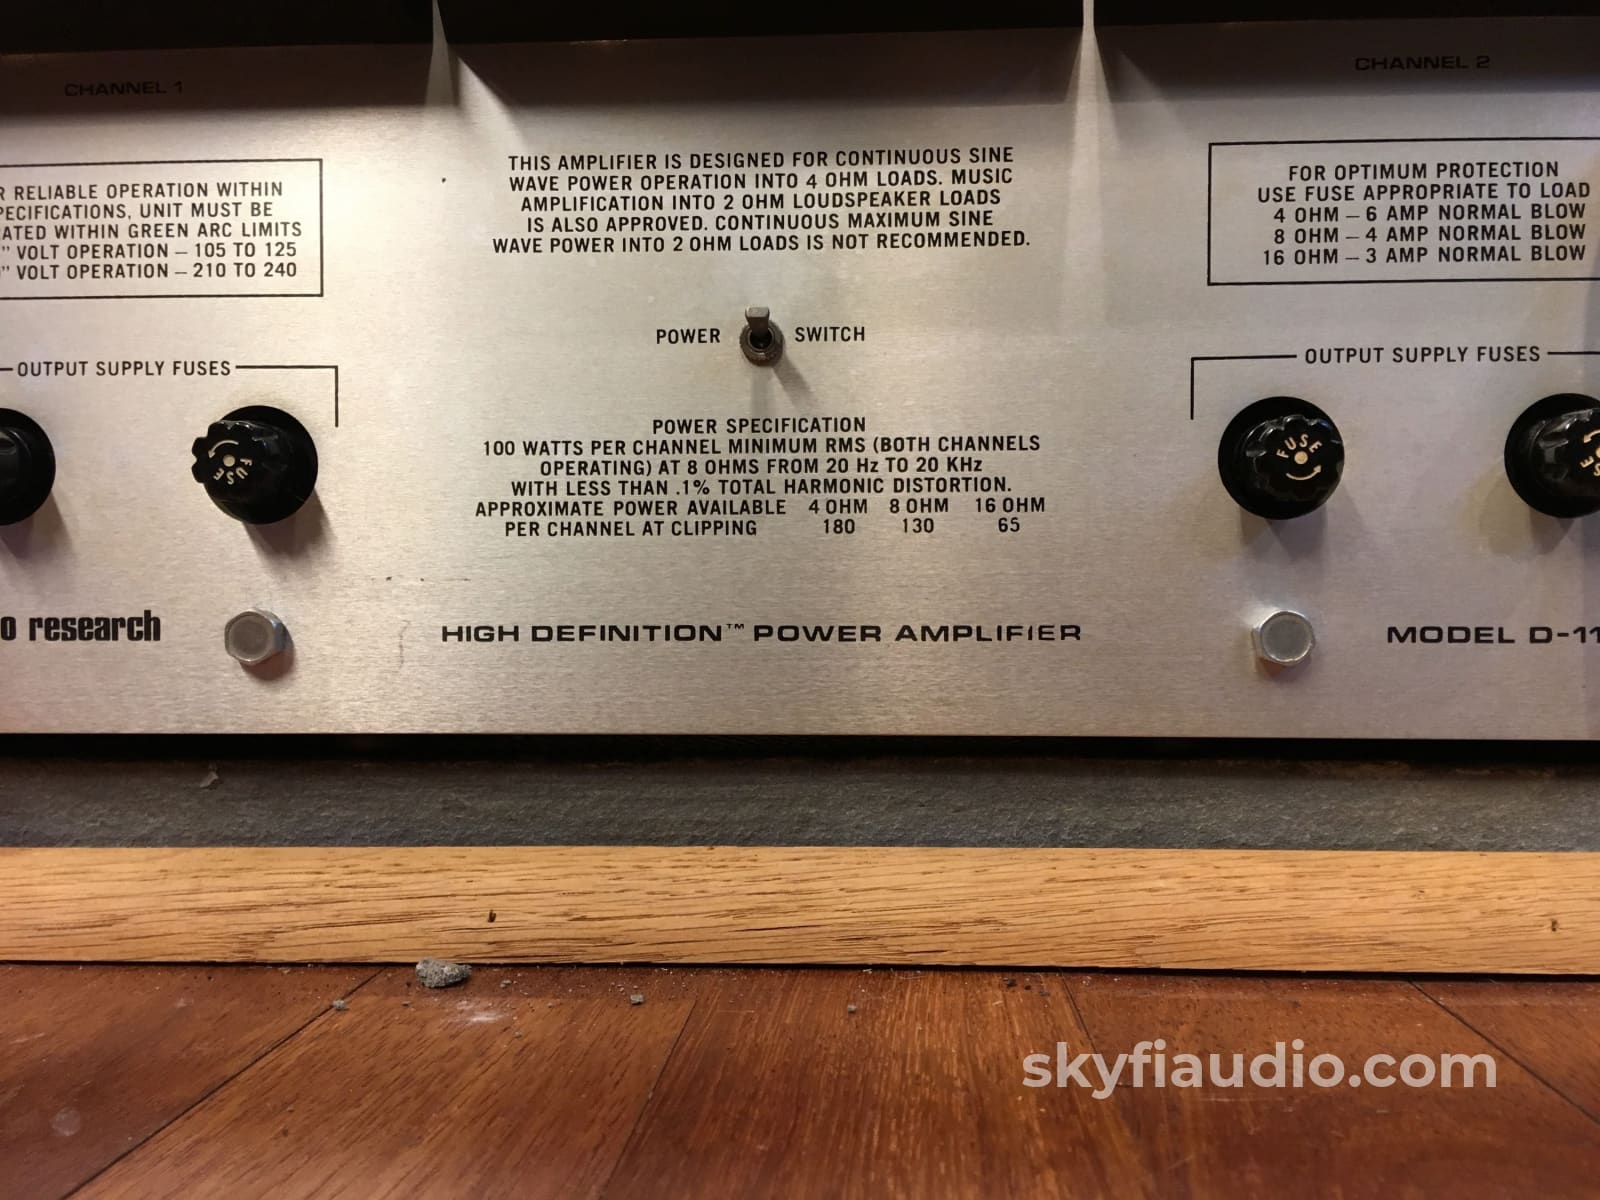 CHANNEL 1
CHANNEL 2
R RELIABLE OPERATION WITHIN
PECIFICATIONS, UNIT MUST BE
ATED WITHIN GREEN ARC LIMITS
" VOLT OPERATION – 105 TO 125
" VOLT OPERATION – 210 TO 240
THIS AMPLIFIER IS DESIGNED FOR CONTINUOUS SINE
WAVE POWER OPERATION INTO 4 OHM LOADS. MUSIC
AMPLIFICATION INTO 2 OHM LOUDSPEAKER LOADS
IS ALSO APPROVED. CONTINUOUS MAXIMUM SINE
WAVE POWER INTO 2 OHM LOADS IS NOT RECOMMENDED.
FOR OPTIMUM PROTECTION
USE FUSE APPROPRIATE TO LOAD
4 OHM – 6 AMP NORMAL BLOW
8 OHM – 4 AMP NORMAL BLOW
16 OHM – 3 AMP NORMAL BLOW
POWER SWITCH
OUTPUT SUPPLY FUSES
OUTPUT SUPPLY FUSES
FUSE
FUSE
POWER SPECIFICATION
100 WATTS PER CHANNEL MINIMUM RMS (BOTH CHANNELS
OPERATING) AT 8 OHMS FROM 20 Hz TO 20 KHz
WITH LESS THAN .1% TOTAL HARMONIC DISTORTION.
APPROXIMATE POWER AVAILABLE 4 OHM 8 OHM 16 OHM
PER CHANNEL AT CLIPPING 180 130 65
o research
HIGH DEFINITION™ POWER AMPLIFIER
MODEL D-11
skyfiaudio.com